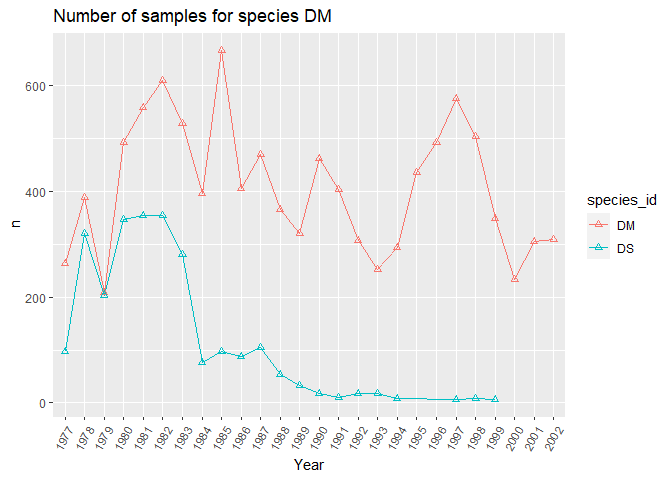 Number of samples for species DM
600
400
200
0
n
1977 1978 1979 1980 1981 1982 1983 1984 1985 1986 1987 1988 1989 1990 1991 1992 1993 1994 1995 1996 1997 1998 1999 2000 2001 2002
Year
species_id
DM
DS